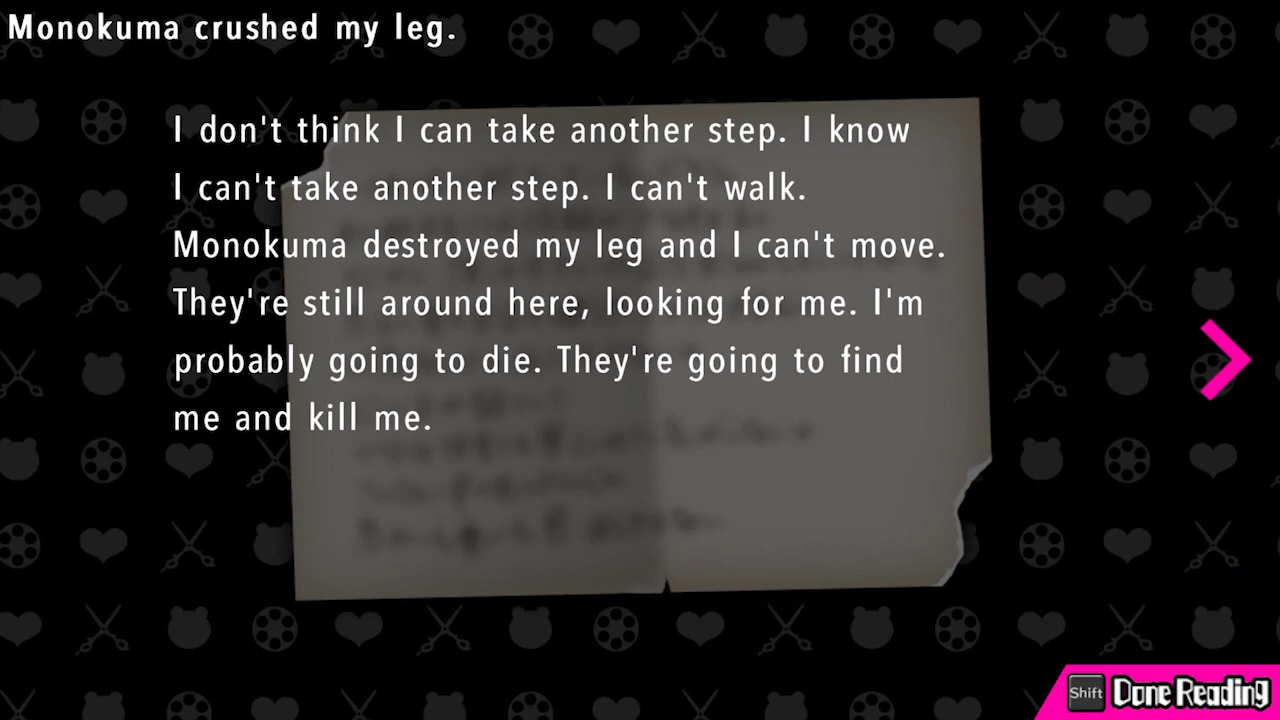 Monokuma crushed my leg.
I don't think I can take another step. I know
I can't take another step. I can't walk.
Monokuma destroyed my leg and I can't move.
They're still around here, looking for me. I'm
probably going to die. They're going to find
me and kill me.
Shift Done Reading